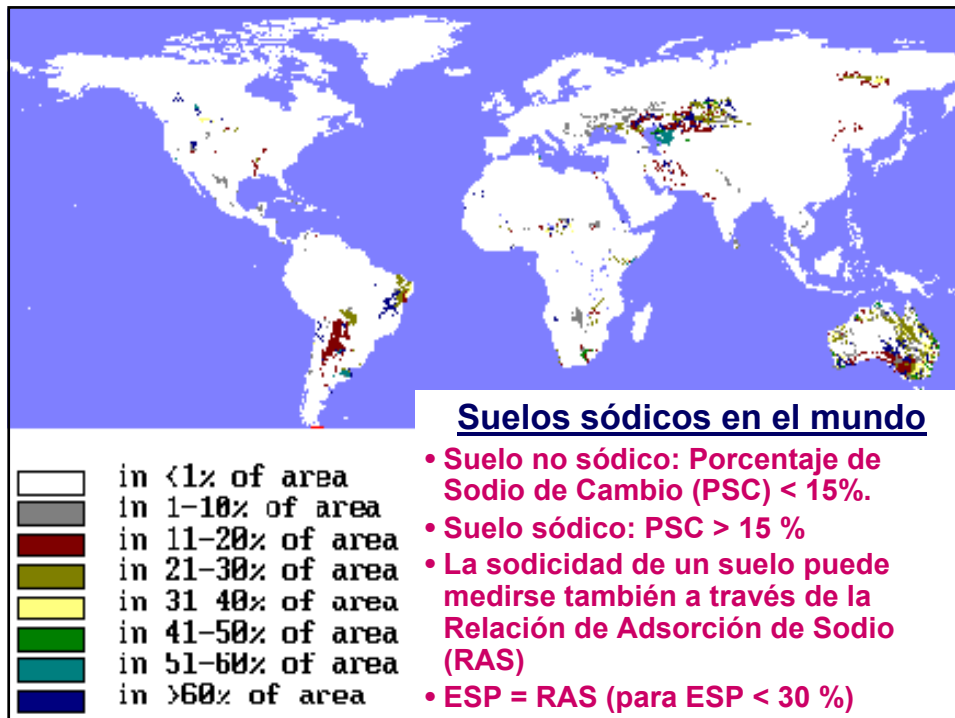 Suelos sódicos en el mundo
• Suelo no sódico: Porcentaje de
Sodio de Cambio (PSC) < 15%.
• Suelo sódico: PSC > 15 %
• La sodicidad de un suelo puede
medirse también a través de la
Relación de Adsorción de Sodio
(RAS)
• ESP = RAS (para ESP < 30 %)
in <1% of area
in 1-10% of area
in 11-20% of area
in 21-30% of area
in 31 40% of area
in 41-50% of area
in 51-60% of area
in >60% of area